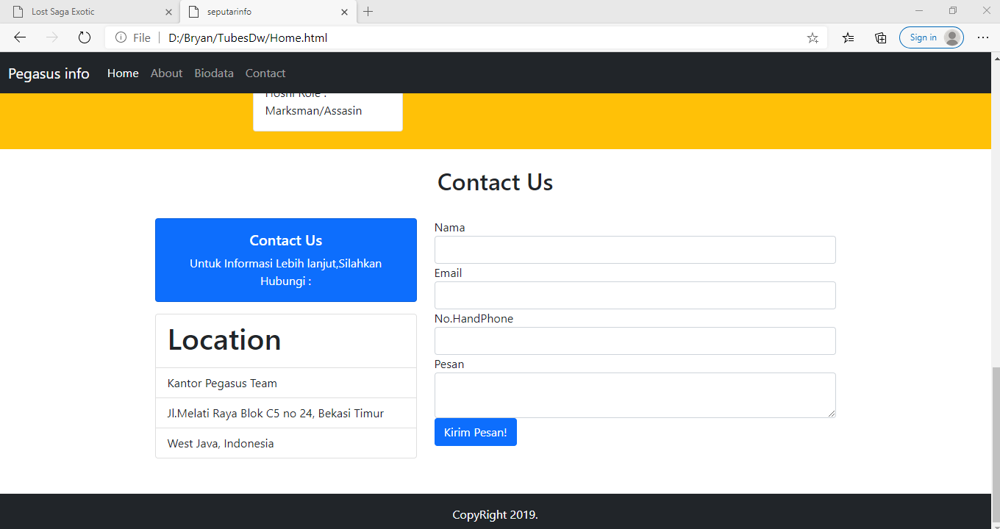 Lost Saga Exotic
seputarinfo
File
D:/Bryan/TubesDw/Home.html
Sign in
Pegasus info Home About Biodata Contact
Hoshi Role :
Marksman/Assasin
Contact Us
Contact Us
Untuk Informasi Lebih lanjut,Silahkan
Hubungi :
Location
Kantor Pegasus Team
Jl.Melati Raya Blok C5 no 24, Bekasi Timur
West Java, Indonesia
Nama
Email
No.HandPhone
Pesan
Kirim Pesan!
CopyRight 2019.